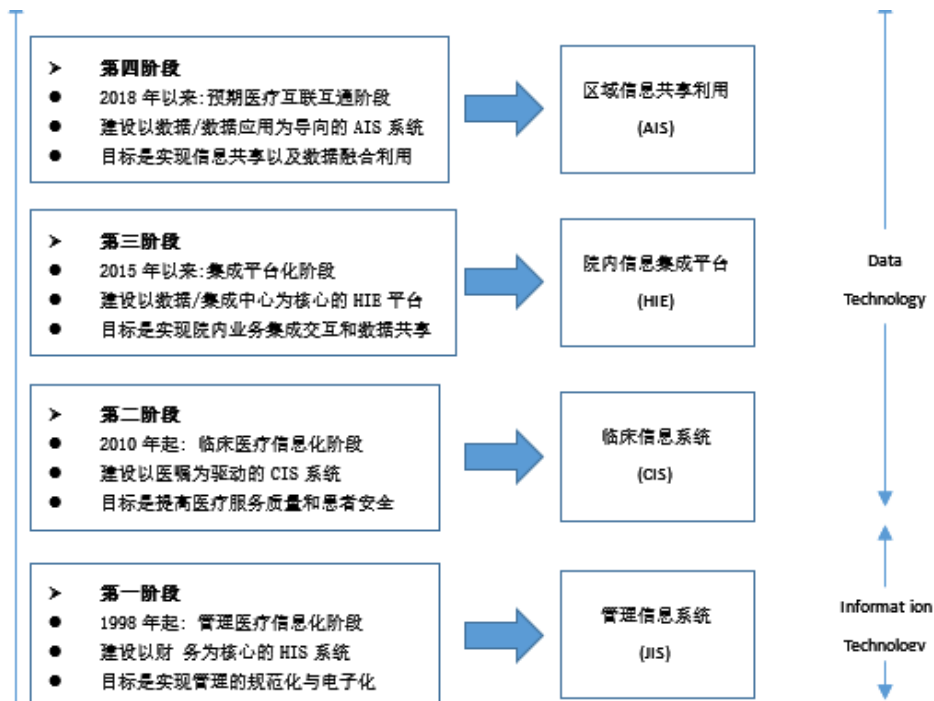 第四阶段
2018 年以来:预期医疗互联互通阶段
建设以数据/数据应用为导向的 AIS 系统
目标是实现信息共享以及数据融合利用
区域信息共享利用
(AIS)
第三阶段
2015 年以来:集成平台化阶段
建设以数据/集成中心为核心的 HIE 平台
目标是实现院内业务集成交互和数据共享
院内信息集成平台
(HIE)
Data
Technology
第二阶段
2010 年起: 临床医疗信息化阶段
建设以医嘱为驱动的 CIS 系统
目标是提高医疗服务质量和患者安全
临床信息系统
(CIS)
第一阶段
1998 年起: 管理医疗信息化阶段
建设以财 务为核心的 HIS 系统
目标是实现管理的规范化与电子化
管理信息系统
(JIS)
Informat ion
Technology